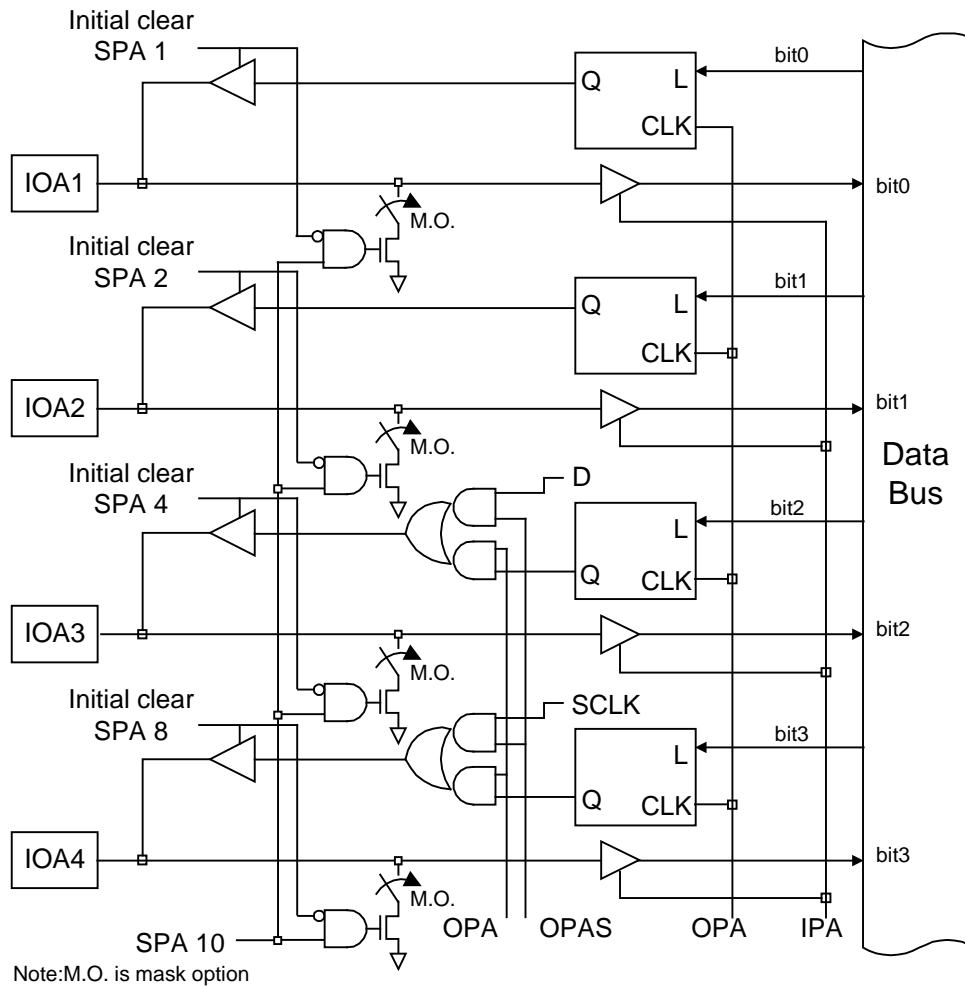 Initial clear
SPA 1
Q
L
CLK
bit0
IOA1
bit0
M.O.
Initial clear
SPA 2
Q
L
CLK
bit1
IOA2
bit1
M.O.
Data
Bus
Initial clear
SPA 4
D
Q
L
CLK
bit2
IOA3
bit2
M.O.
Initial clear
SPA 8
SCLK
Q
L
CLK
bit3
IOA4
bit3
M.O.
SPA 10
OPA
OPAS
OPA
IPA
Note:M.O. is mask option